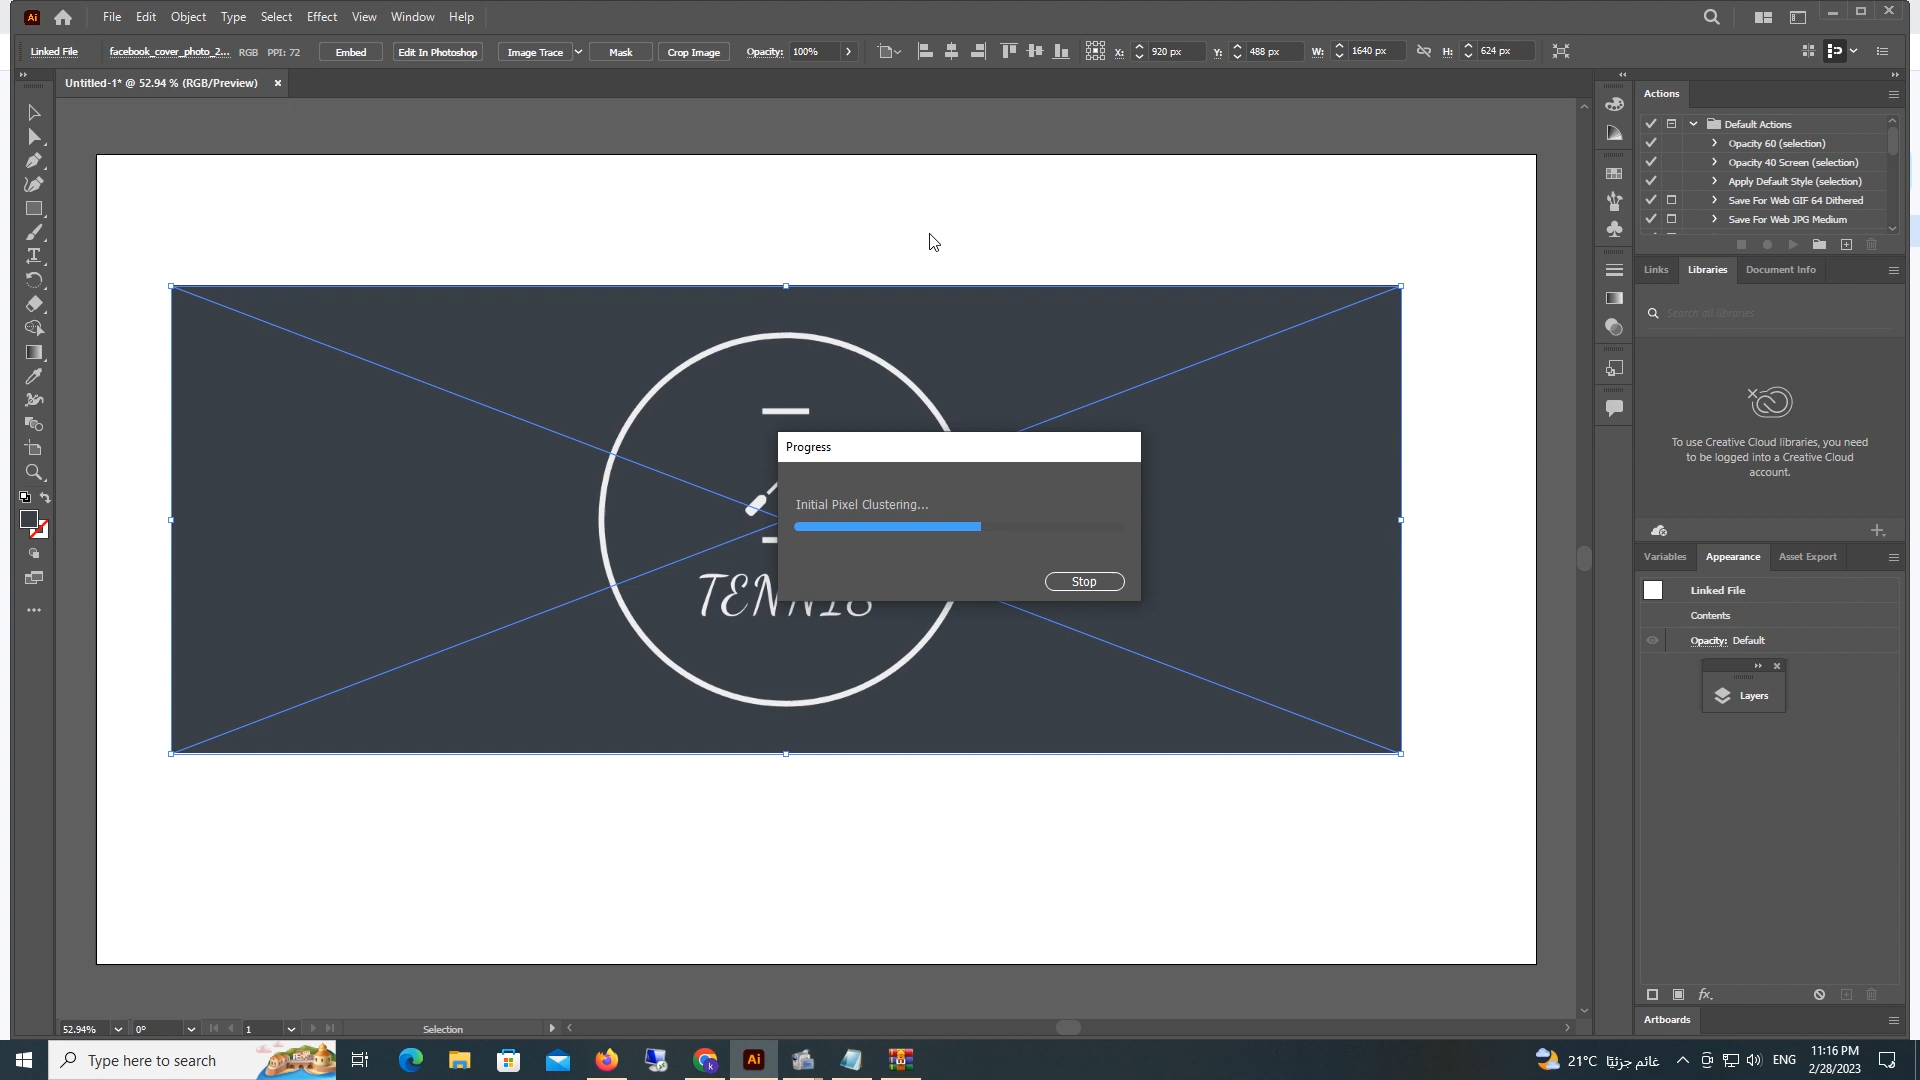 Ai File Edit Object Type Select Effect View Window Help
Linked File facebook_cover_photo_2... RGB PPI: 72 Embed Edit In Photoshop Image Trace Mask Crop Image Opacity: 100% X: 920 px Y: 488 px W: 1640 px H: 624 px
Untitled-1* @ 52.94 % (RGB/Preview)
Actions
Default Actions
Opacity 60 (selection)
Opacity 40 Screen (selection)
Apply Default Style (selection)
Save For Web GIF 64 Dithered
Save For Web JPG Medium
Links Libraries Document Info
Search all libraries
To use Creative Cloud libraries, you need
to be logged into a Creative Cloud
account.
Progress
Initial Pixel Clustering...
Stop
TENNIS
Variables Appearance Asset Export
Linked File
Contents
Opacity: Default
Layers
fx.
Artboards
52.94% 0° 1 Selection
Type here to search
Ai
21°C غائم جزئيًا ENG
11:16 PM
2/28/2023